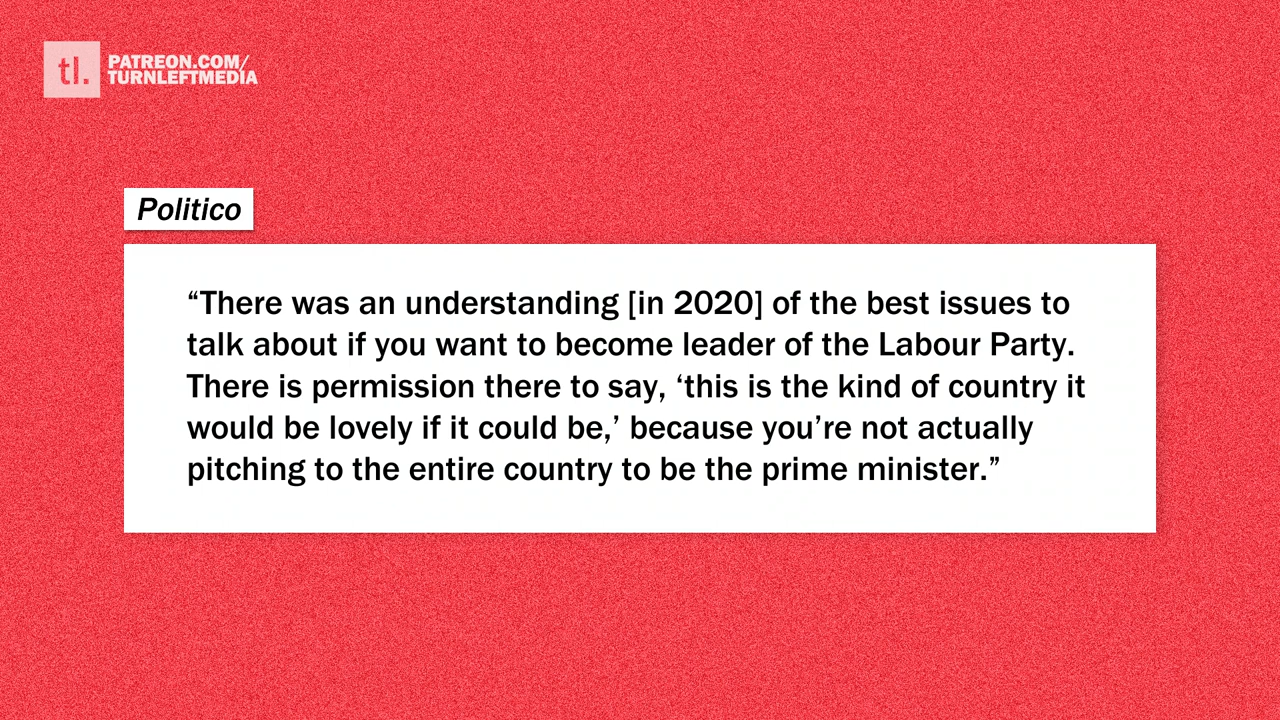 tl.
PATREON.COM/
TURNLEFTMEDIA
Politico
“There was an understanding [in 2020] of the best issues to
talk about if you want to become leader of the Labour Party.
There is permission there to say, ‘this is the kind of country it
would be lovely if it could be,’ because you’re not actually
pitching to the entire country to be the prime minister.”